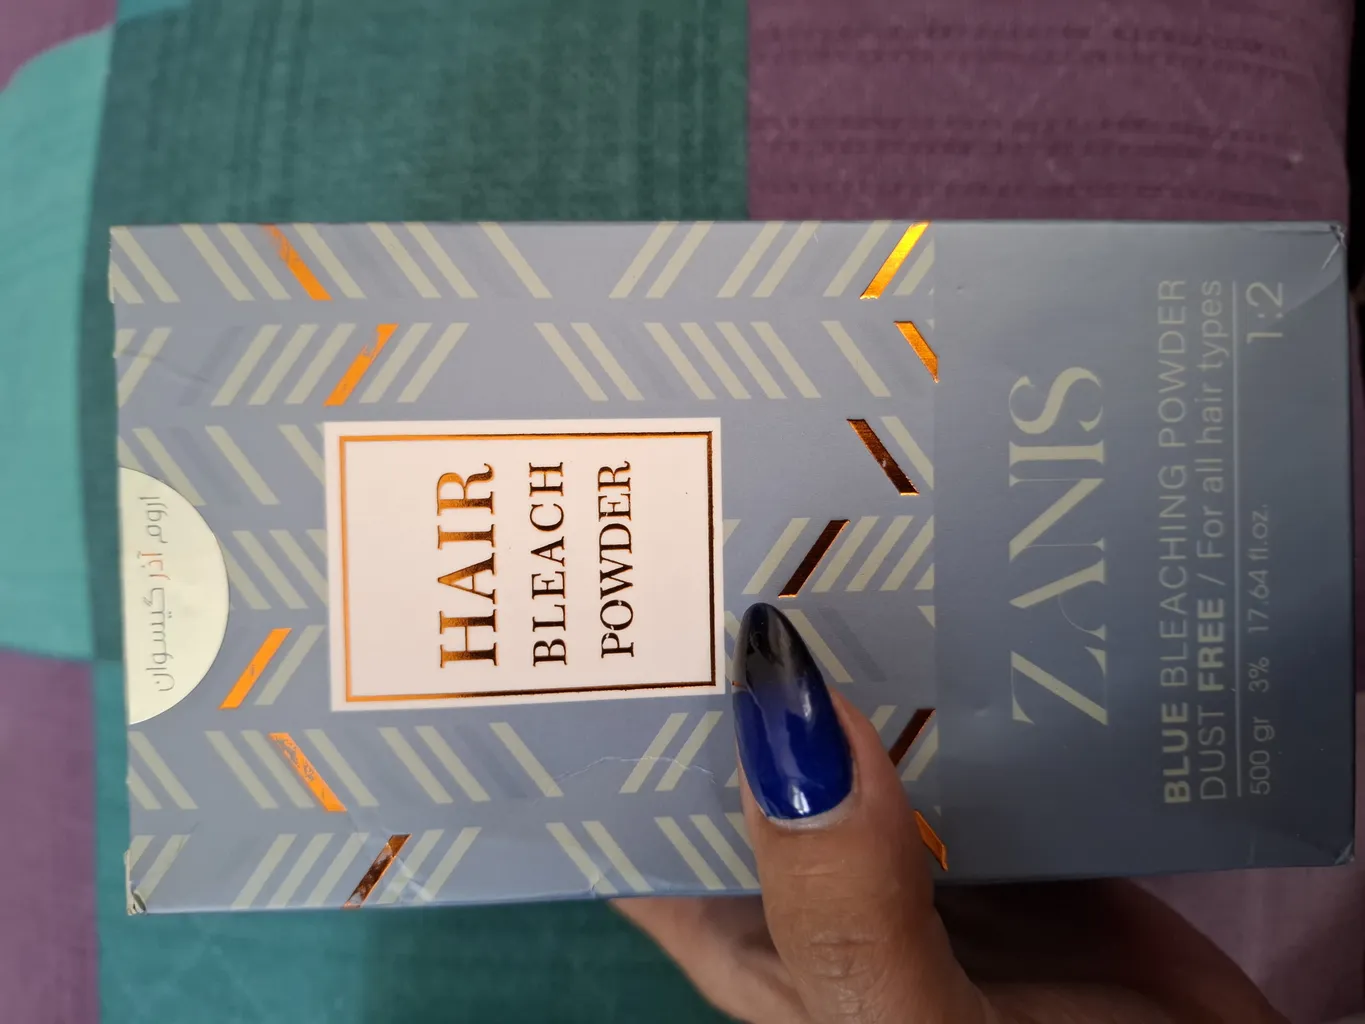 اروم آذر گیسوان
HAIR
BLEACH
POWDER
ZANIS
BLUE BLEACHING POWDER
DUST FREE / For all hair types
500 gr 3% 17.64 fl.oz. 1:2